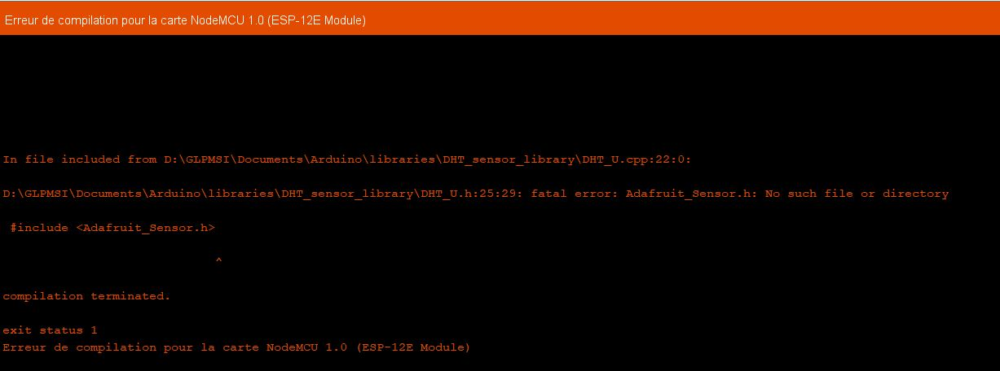 Erreur de compilation pour la carte NodeMCU 1.0 (ESP-12E Module)
In file included from D:\GLPMSI\Documents\Arduino\libraries\DHT_sensor_library\DHT_U.cpp:22:0:
D:\GLPMSI\Documents\Arduino\libraries\DHT_sensor_library\DHT_U.h:25:29: fatal error: Adafruit_Sensor.h: No such file or directory
#include <Adafruit_Sensor.h>
^
compilation terminated.
exit status 1
Erreur de compilation pour la carte NodeMCU 1.0 (ESP-12E Module)